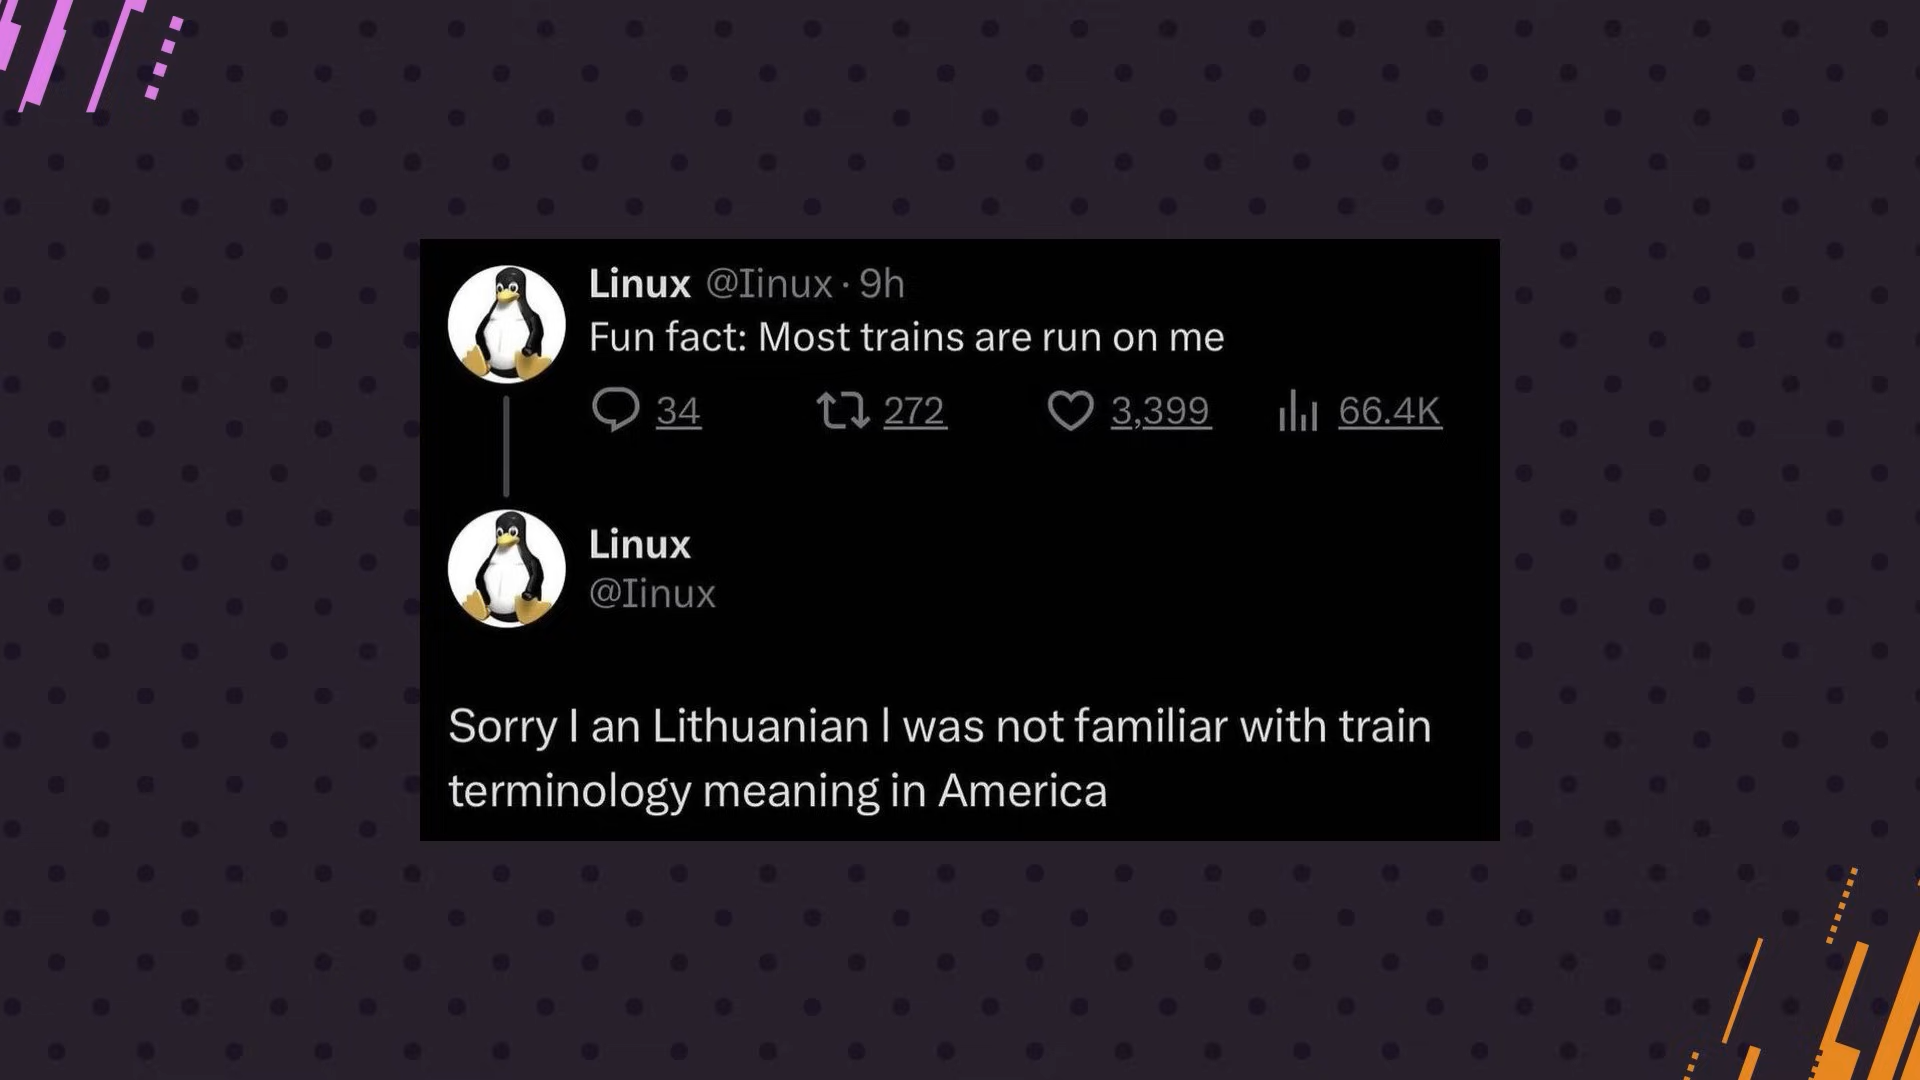 Linux @Iinux · 9h
Fun fact: Most trains are run on me
34 272 3,399 66.4K
Linux
@Iinux
Sorry I an Lithuanian I was not familiar with train
terminology meaning in America